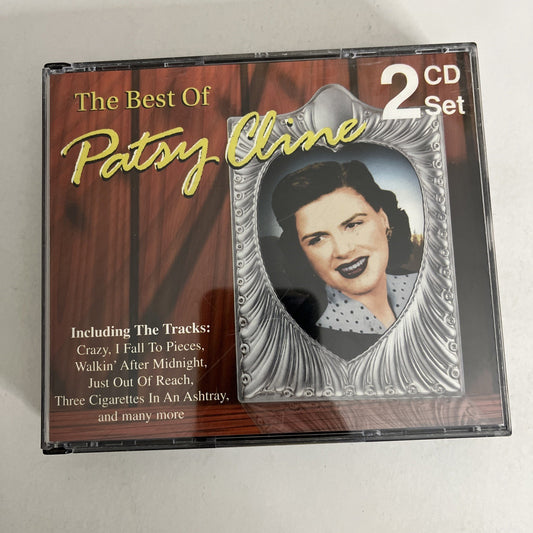 The Best Of
Patsy Cline
2 CD
Set
Including The Tracks:
Crazy, I Fall To Pieces,
Walkin' After Midnight,
Just Out Of Reach,
Three Cigarettes In An Ashtray,
and many more